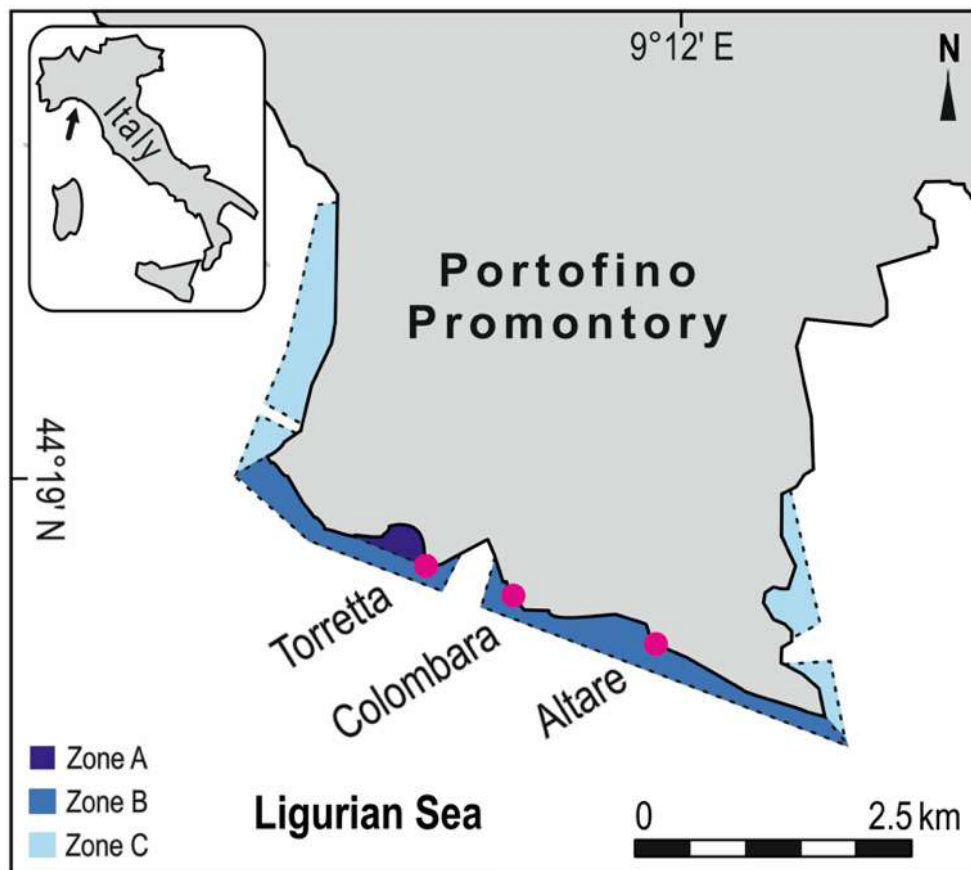 9°12' E
N
Italy
Portofino
Promontory
44°19' N
Torretta
Colombara
Altare
Zone A
Zone B
Zone C
Ligurian Sea
0 2.5 km